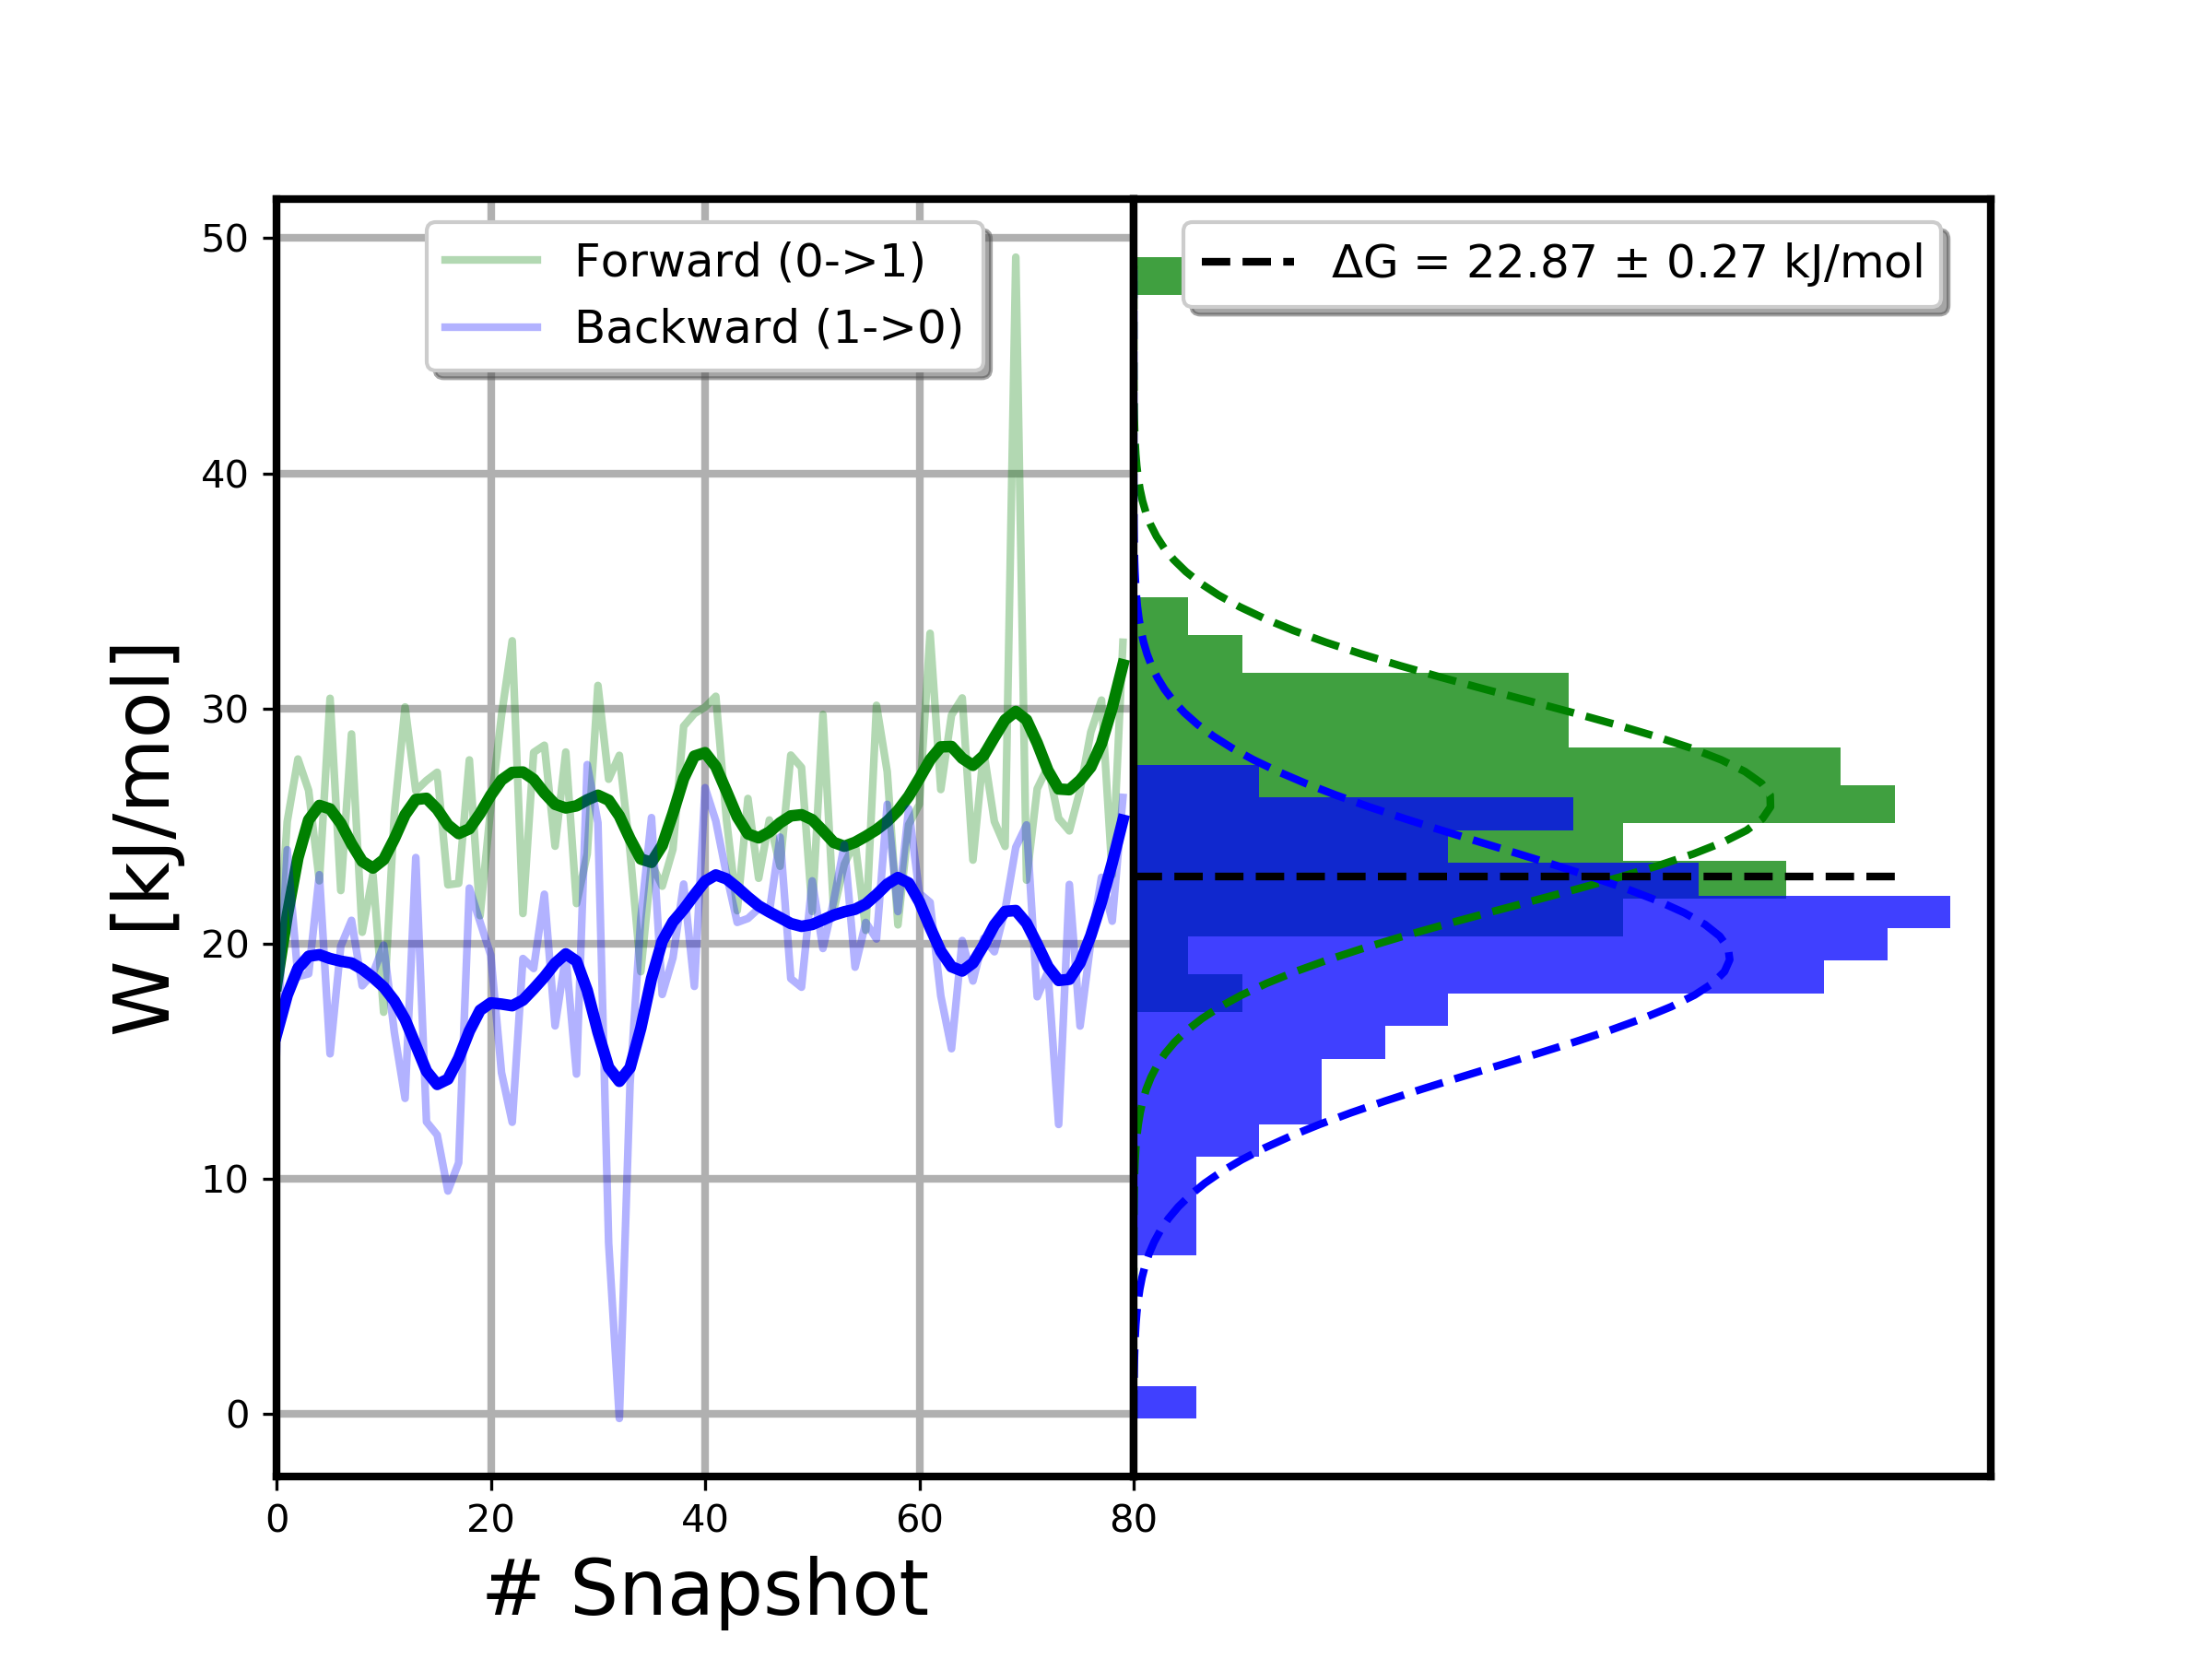 Forward (0->1)
Backward (1->0)
ΔG = 22.87 ± 0.27 kJ/mol
W [kJ/mol]
50
40
30
20
10
0
0 20 40 60 80
# Snapshot